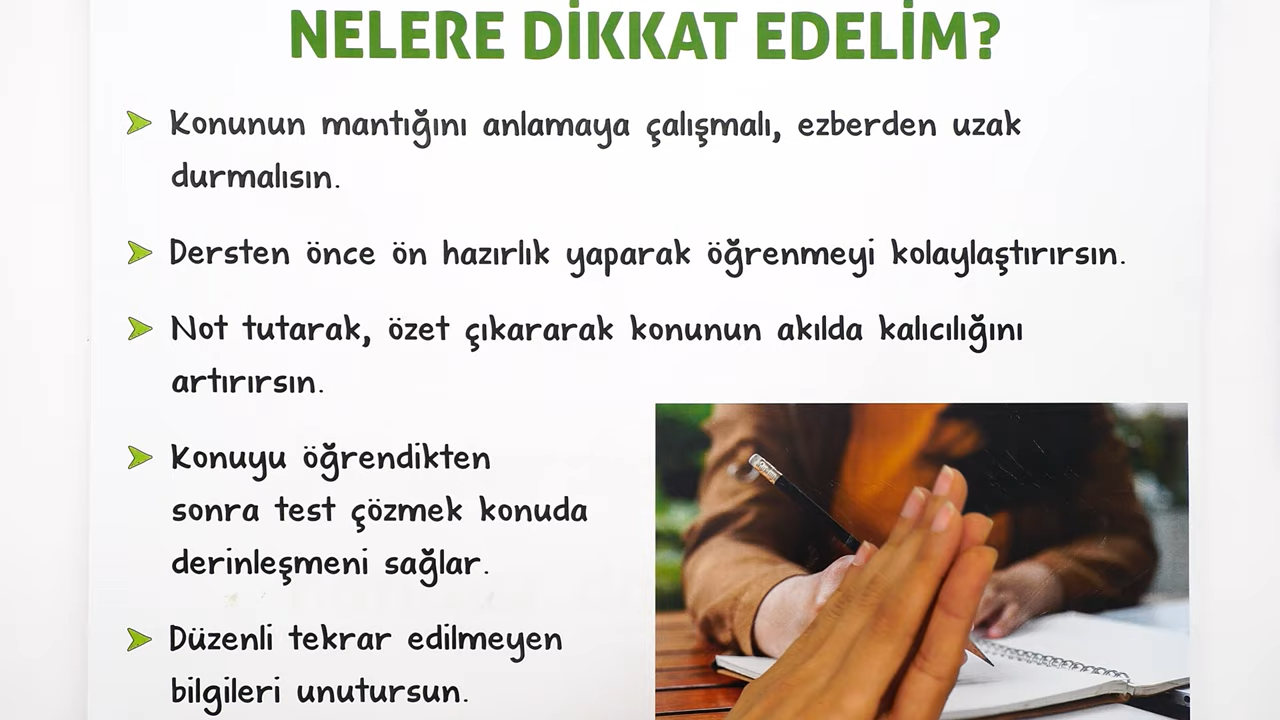 NELERE DİKKAT EDELİM?
Konunun mantığını anlamaya çalışmalı, ezberden uzak
durmalısın.
Dersten önce ön hazırlık yaparak öğrenmeyi kolaylaştırırsın.
Not tutarak, özet çıkararak konunun akılda kalıcılığını
artırırsın.
Konuyu öğrendikten
sonra test çözmek konuda
derinleşmeni sağlar.
Düzenli tekrar edilmeyen
bilgileri unutursun.